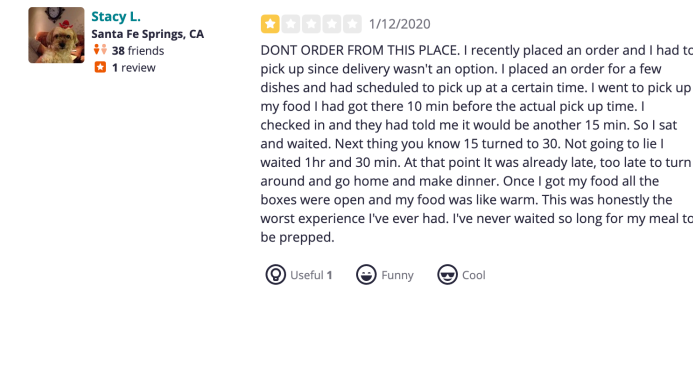 Stacy L.
Santa Fe Springs, CA
38 friends
1 review
1/12/2020
DONT ORDER FROM THIS PLACE. I recently placed an order and I had to
pick up since delivery wasn't an option. I placed an order for a few
dishes and had scheduled to pick up at a certain time. I went to pick up
my food I had got there 10 min before the actual pick up time. I
checked in and they had told me it would be another 15 min. So I sat
and waited. Next thing you know 15 turned to 30. Not going to lie I
waited 1hr and 30 min. At that point It was already late, too late to turn
around and go home and make dinner. Once I got my food all the
boxes were open and my food was like warm. This was honestly the
worst experience I've ever had. I've never waited so long for my meal to
be prepped.
Useful 1 Funny Cool